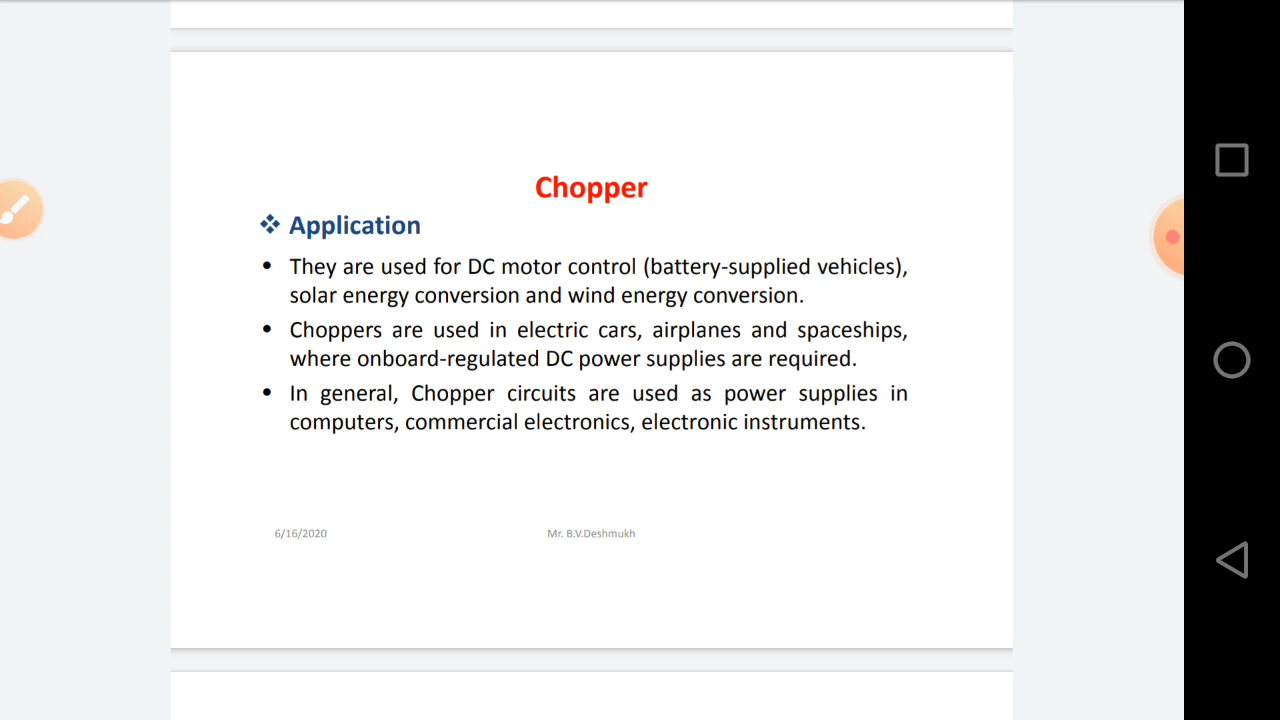 Chopper
❖ Application
• They are used for DC motor control (battery-supplied vehicles),
solar energy conversion and wind energy conversion.
• Choppers are used in electric cars, airplanes and spaceships,
where onboard-regulated DC power supplies are required.
• In general, Chopper circuits are used as power supplies in
computers, commercial electronics, electronic instruments.
6/16/2020
Mr. B.V.Deshmukh